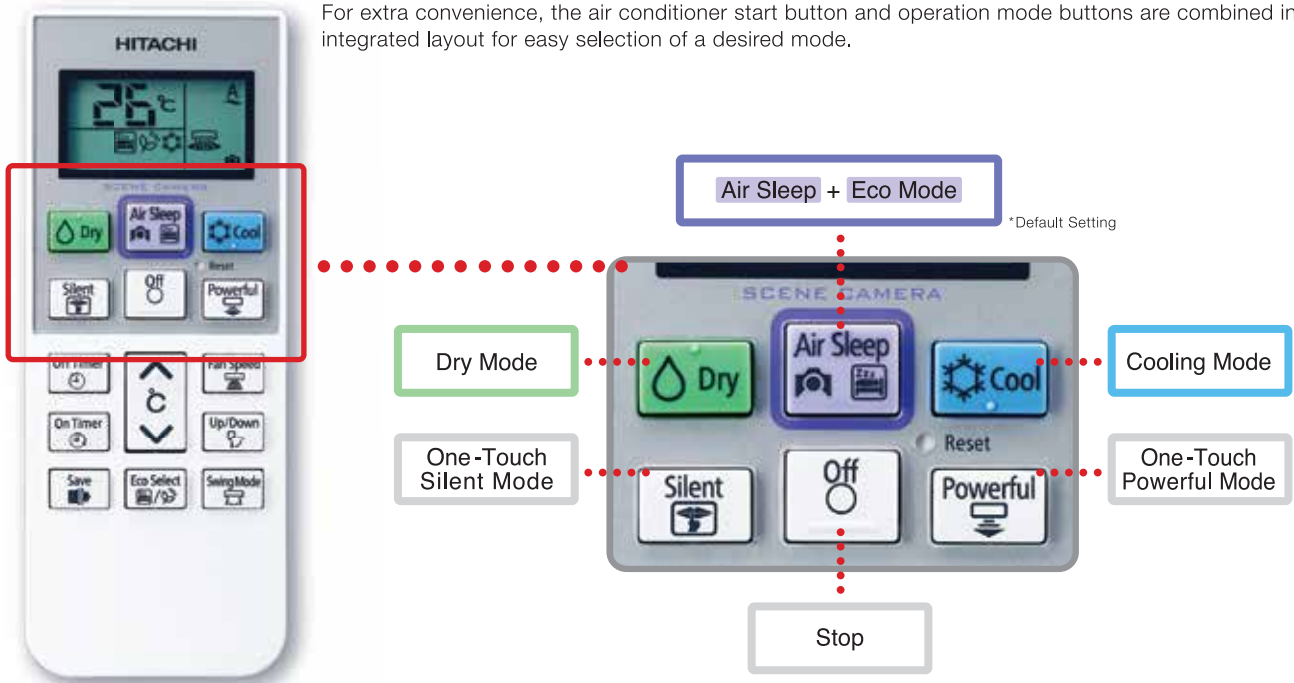 For extra convenience, the air conditioner start button and operation mode buttons are combined in
integrated layout for easy selection of a desired mode.
HITACHI
26°C
A
SCENE CAMERA
Dry
Air Sleep
Cool
Reset
Silent
Off
Powerful
Off Timer
°C
Fan Speed
On Timer
Up/Down
Save
Eco Select
Swing Mode
Air Sleep + Eco Mode
*Default Setting
SCENE CAMERA
Dry
Air Sleep
Zzz
Cool
Reset
Silent
Off
Powerful
Dry Mode
Cooling Mode
One-Touch
Silent Mode
One-Touch
Powerful Mode
Stop